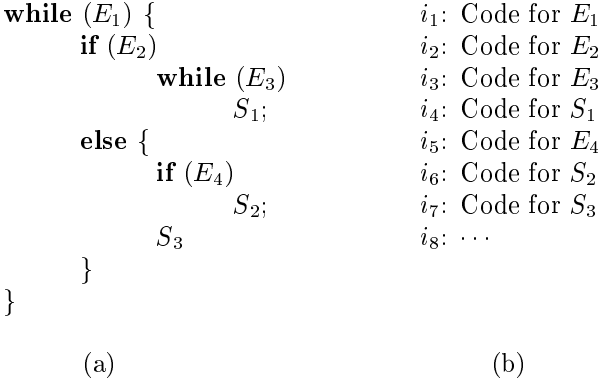 while (E₁) { i₁: Code for E₁
if (E₂) i₂: Code for E₂
while (E₃) i₃: Code for E₃
S₁; i₄: Code for S₁
else { i₅: Code for E₄
if (E₄) i₆: Code for S₂
S₂; i₇: Code for S₃
S₃ i₈: ···
}
}
(a) (b)